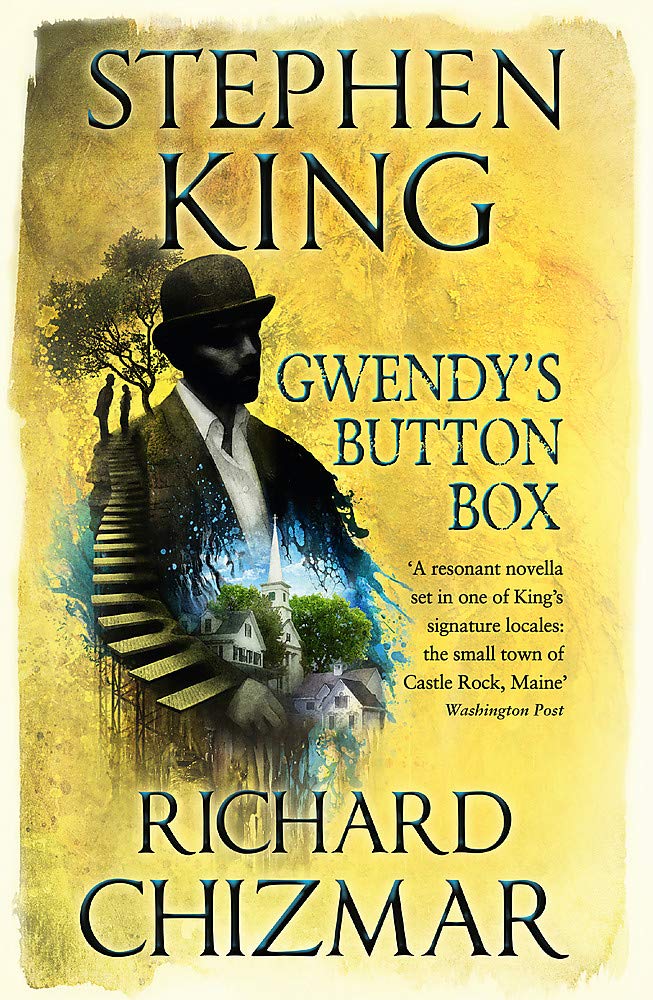 STEPHEN
KING
GWENDY'S
BUTTON
BOX
‘A resonant novella
set in one of King’s
signature locales:
the small town of
Castle Rock, Maine’
Washington Post
RICHARD
CHIZMAR